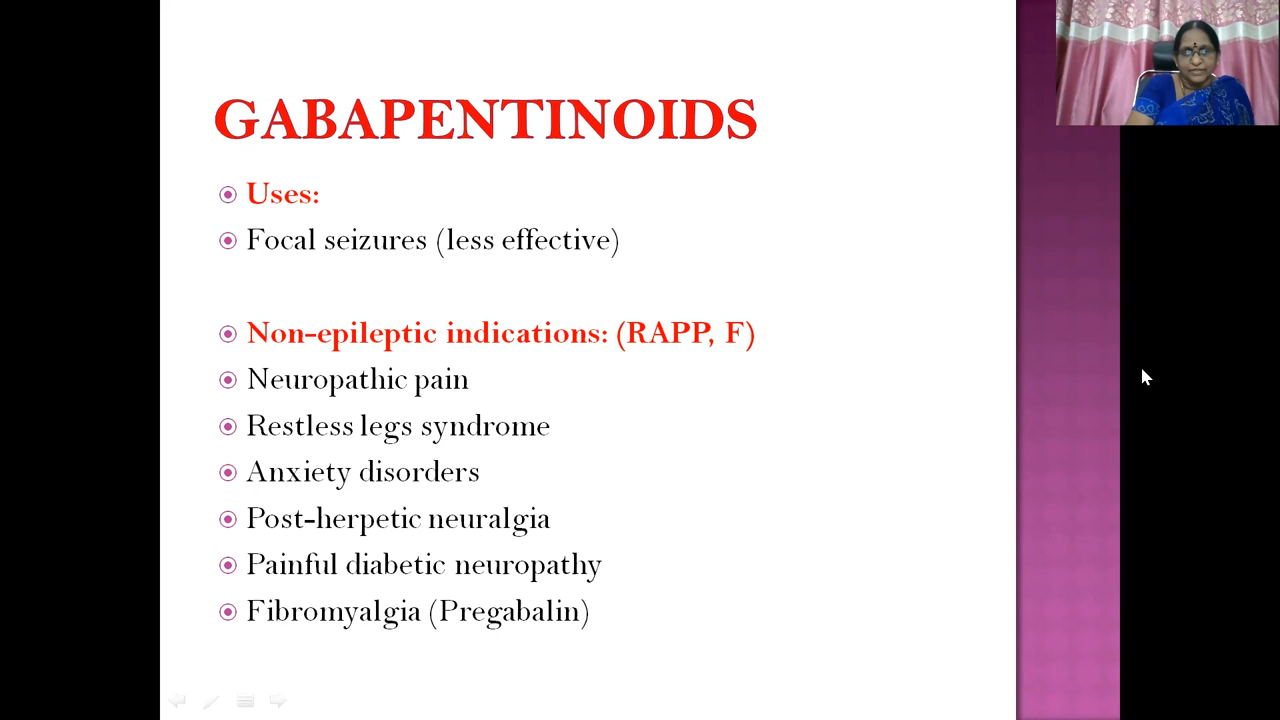 GABAPENTINOIDS
Uses:
Focal seizures (less effective)
Non-epileptic indications: (RAPP, F)
Neuropathic pain
Restless legs syndrome
Anxiety disorders
Post-herpetic neuralgia
Painful diabetic neuropathy
Fibromyalgia (Pregabalin)